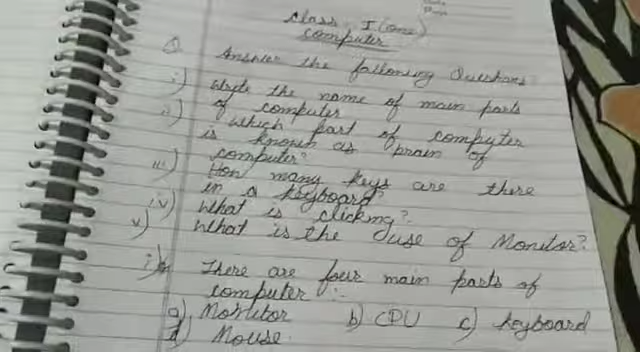 Class - I (one)
Computer
Q. Answer the following Questions.
i) Write the name of main parts
of computer
ii) Which part of computer
is known as brain of
computer?
iii) How many keys are there
in a keyboard?
iv) What is clicking?
v) What is the use of Monitor?
i) There are four main parts of
computer :-
a) Monitor b) CPU c) keyboard
d) Mouse.